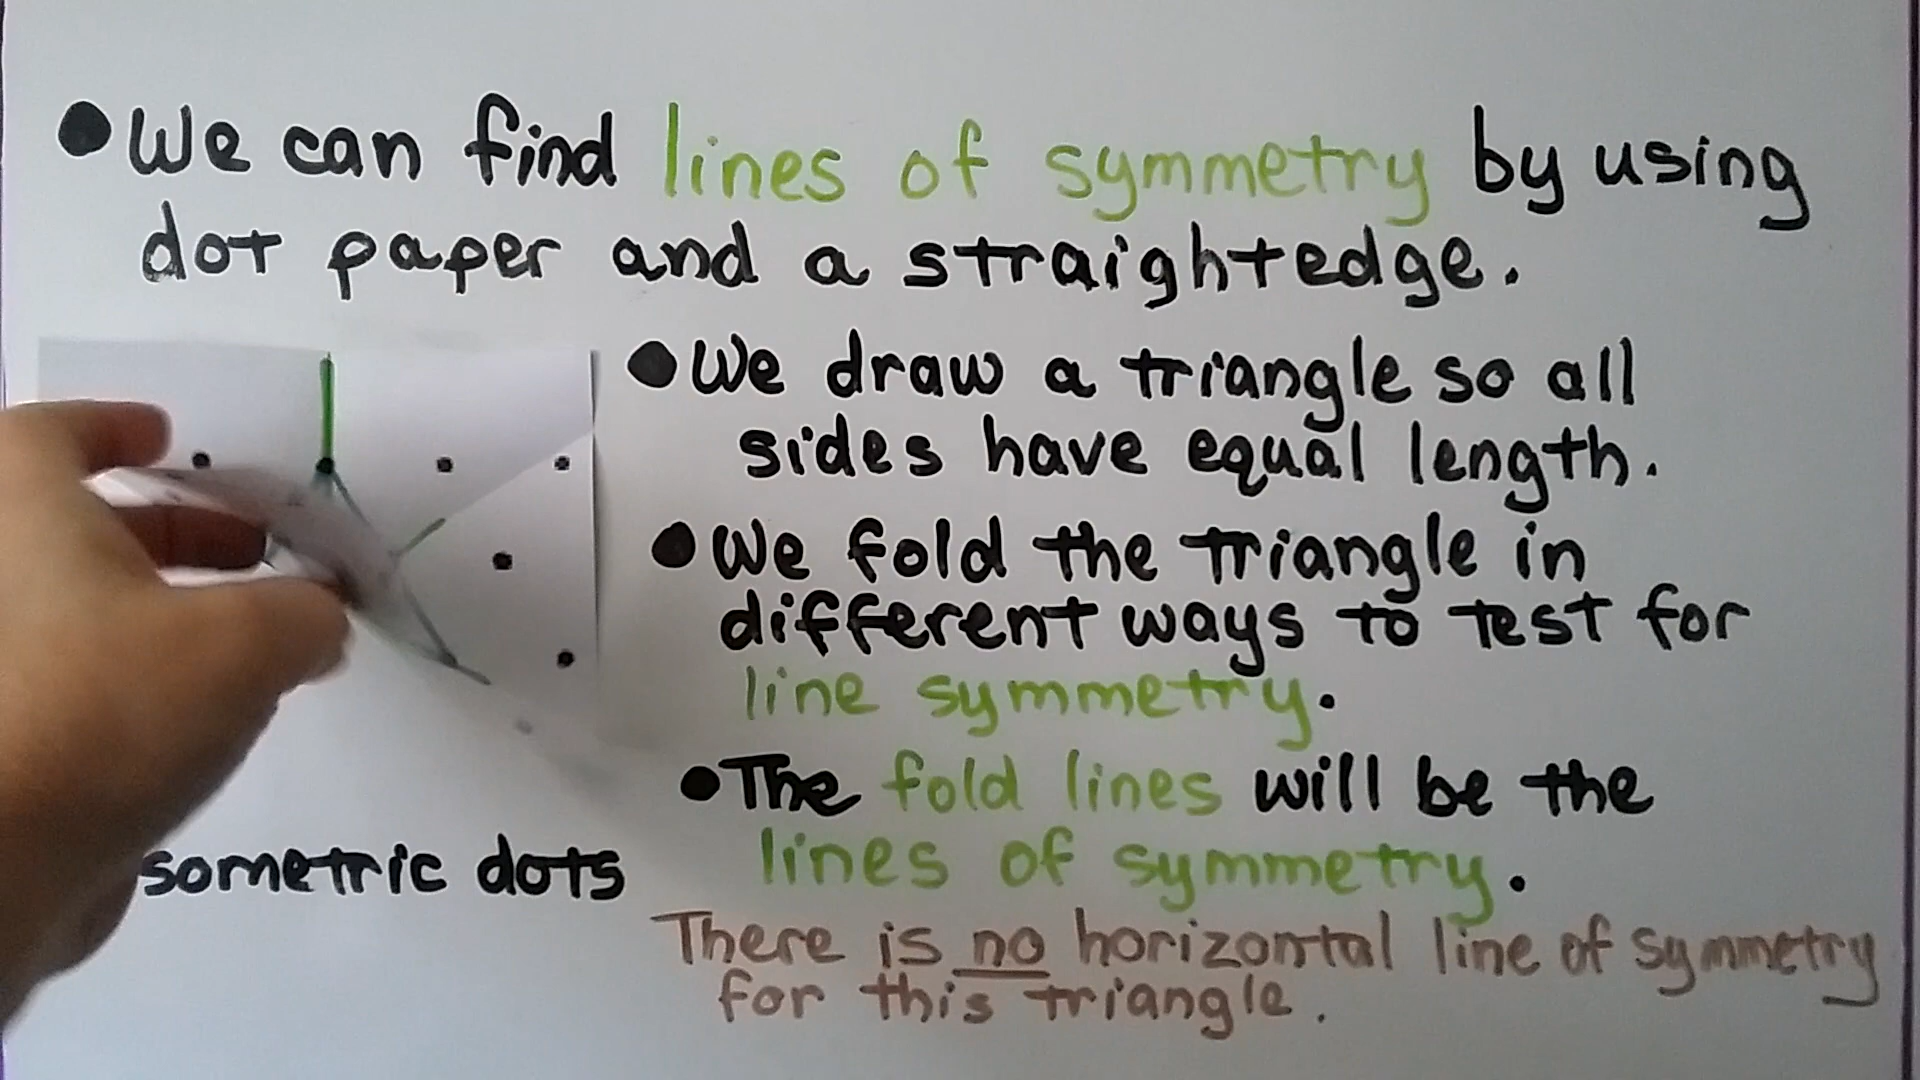 • We can find lines of symmetry by using
dot paper and a straightedge.
• We draw a triangle so all
sides have equal length.
• We fold the triangle in
different ways to test for
line symmetry.
• The fold lines will be the
lines of symmetry.
sometric dots
There is no horizontal line of symmetry
for this triangle.